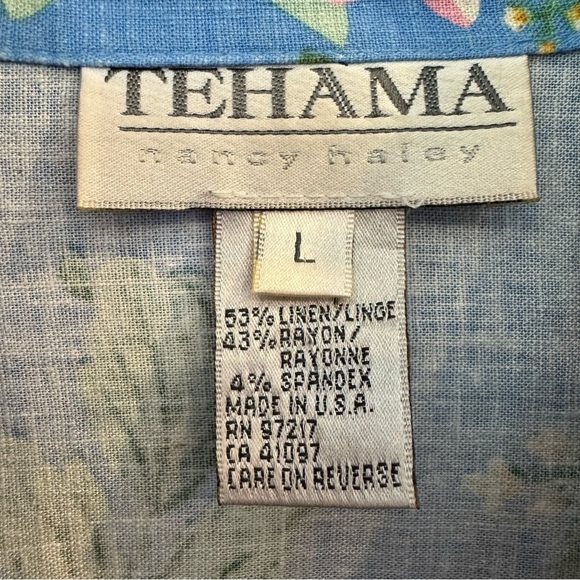 TEHAMA
nancy haley
L
53% LINEN/LINGE
43% RAYON/
RAYONNE
4% SPANDEX
MADE IN U.S.A.
RN 97217
CA 41097
CARE ON REVERSE